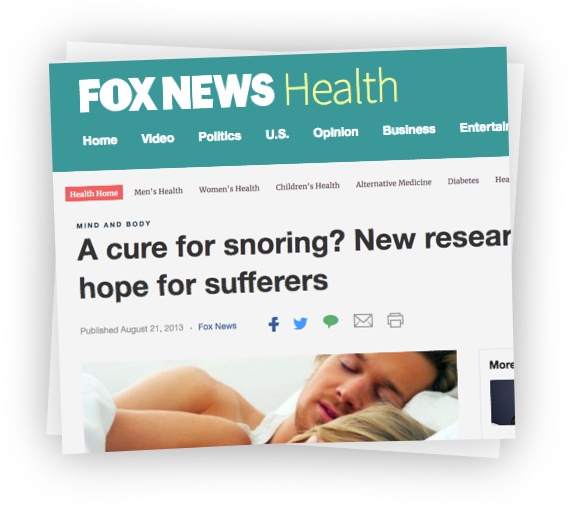 FOX NEWS Health
Home Video Politics U.S. Opinion Business
Health Home Men's Health Women's Health Children's Health Alternative Medicine Diabetes
MIND AND BODY
A cure for snoring? New
hope for sufferers
Published August 21, 2013 · Fox News
More